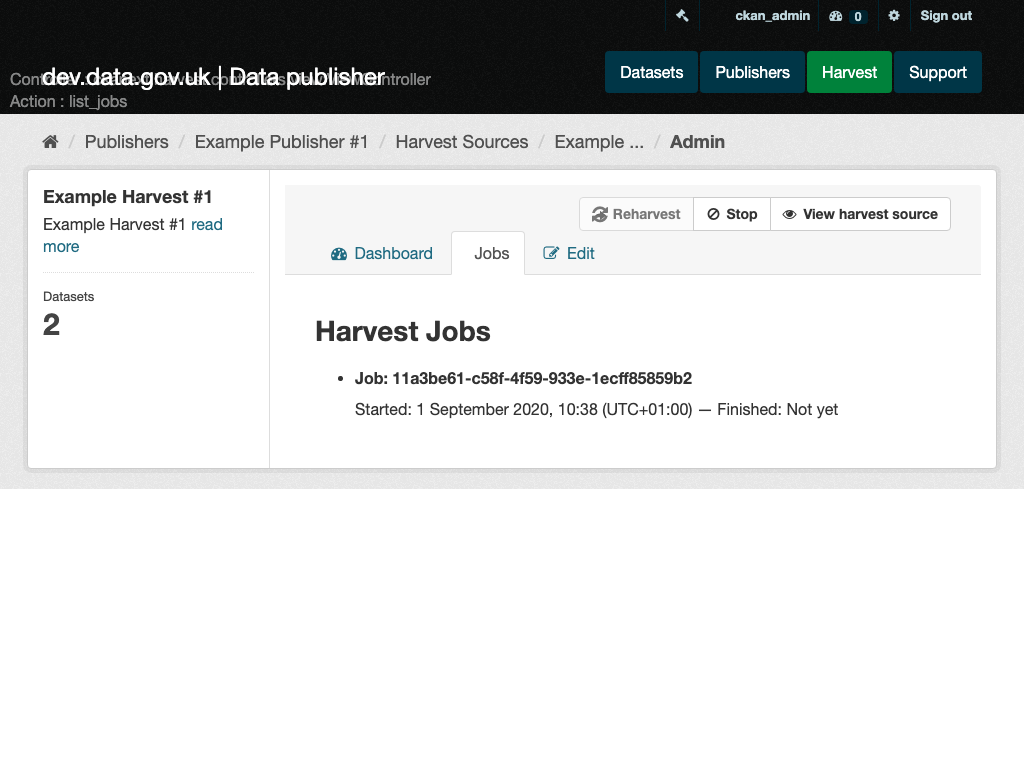 ckan_admin 0 Sign out
dev.data.gov.uk | Data publisher
Datasets Publishers Harvest Support
Action : list_jobs
/ Publishers / Example Publisher #1 / Harvest Sources / Example ... / Admin
Example Harvest #1
Example Harvest #1 read
more
Datasets
2
Reharvest Stop View harvest source
Dashboard Jobs Edit
Harvest Jobs
• Job: 11a3be61-c58f-4f59-933e-1ecff85859b2
Started: 1 September 2020, 10:38 (UTC+01:00) — Finished: Not yet